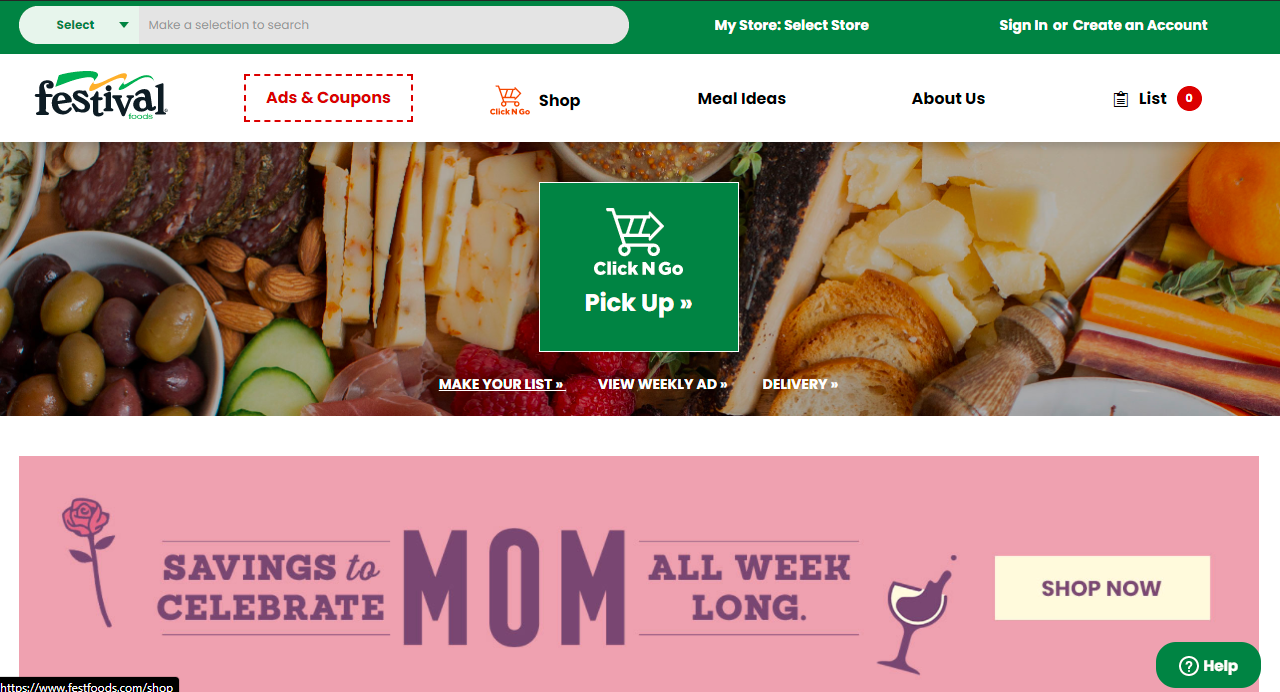 Select
Make a selection to search
My Store: Select Store
Sign In or Create an Account
festival
foods
Ads & Coupons
Click N Go
Shop
Meal Ideas
About Us
List
0
Click N Go
Pick Up »
MAKE YOUR LIST »
VIEW WEEKLY AD »
DELIVERY »
SAVINGS to
CELEBRATE
MOM
ALL WEEK
LONG.
SHOP NOW
? Help
https://www.festfoods.com/shop